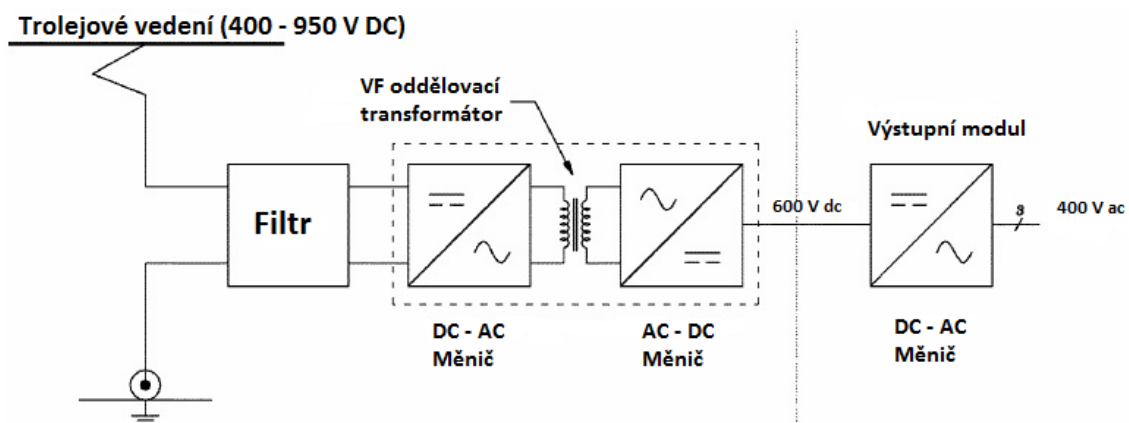 Trolejové vedení (400 - 950 V DC)
VF oddělovací
transformátor
Výstupní modul
Filtr
600 V dc
3
400 V ac
DC - AC
Měnič
AC - DC
Měnič
DC - AC
Měnič